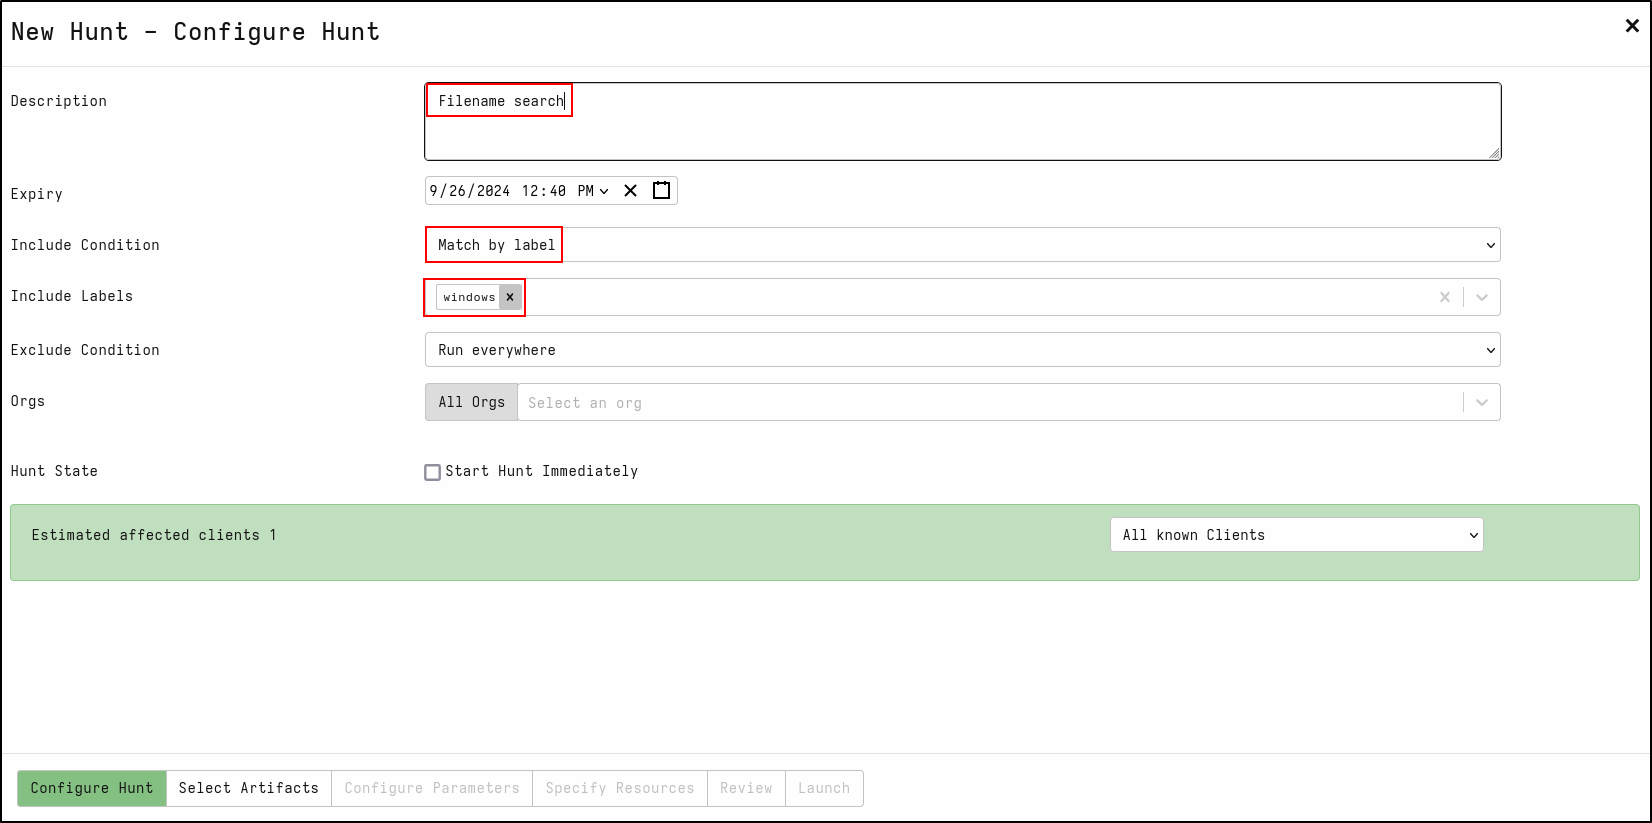 New Hunt - Configure Hunt
Description
Filename search
Expiry
9/26/2024 12:40 PM
Include Condition
Match by label
Include Labels
windows
Exclude Condition
Run everywhere
Orgs
All Orgs
Select an org
Hunt State
Start Hunt Immediately
Estimated affected clients 1
All known Clients
Configure Hunt
Select Artifacts
Configure Parameters
Specify Resources
Review
Launch